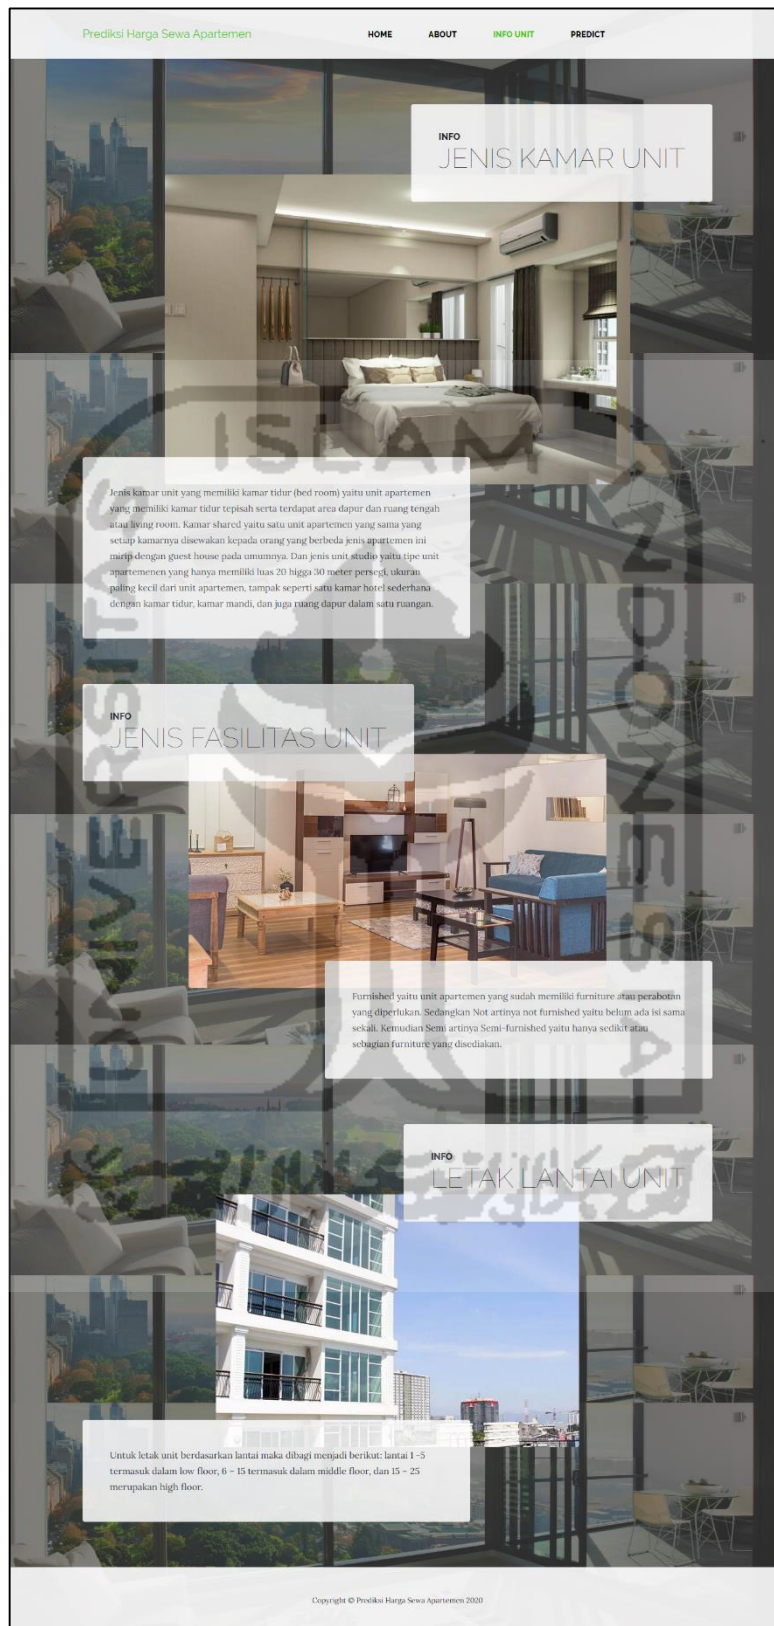 Prediksi Harga Sewa Apartemen
HOME ABOUT INFO UNIT PREDICT
INFO
JENIS KAMAR UNIT
Jenis kamar unit yang memiliki kamar tidur (bed room) yaitu unit apartemen
yang memiliki kamar tidur tepisah serta terdapat area dapur dan ruang tengah
atau living room. Kamar shared yaitu satu unit apartemen yang sama yang
setiap kamarnya disewakan kepada orang yang berbeda jenis apartemen ini
mirip dengan guest house pada umumnya. Dan jenis unit studio yaitu tipe unit
apartemenen yang hanya memiliki luas 20 higga 30 meter persegi, ukuran
paling kecil dari unit apartemen, tampak seperti satu kamar hotel sederhana
dengan kamar tidur, kamar mandi, dan juga ruang dapur dalam satu ruangan.
INFO
JENIS FASILITAS UNIT
Furnished yaitu unit apartemen yang sudah memiliki furniture atau perabotan
yang diperlukan. Sedangkan Not artinya not furnished yaitu belum ada isi sama
sekali. Kemudian Semi artinya Semi-furnished yaitu hanya sedikit atau
sebagian furniture yang disediakan.
INFO
LETAK LANTAI UNIT
Untuk letak unit berdasarkan lantai maka dibagi menjadi berikut: lantai 1 -5
termasuk dalam low floor, 6 – 15 termasuk dalam middle floor, dan 15 – 25
merupakan high floor.
Copyright © Prediksi Harga Sewa Apartemen 2020
UNIVERSITAS
ISLAM
INDONESIA